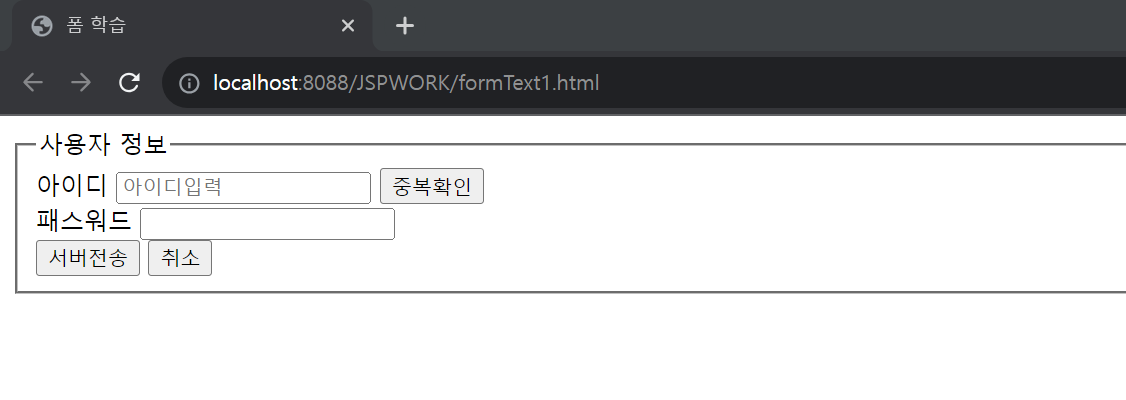 폼 학습
localhost:8088/JSPWORK/formText1.html
사용자 정보
아이디 아이디입력 중복확인
패스워드
서버전송 취소